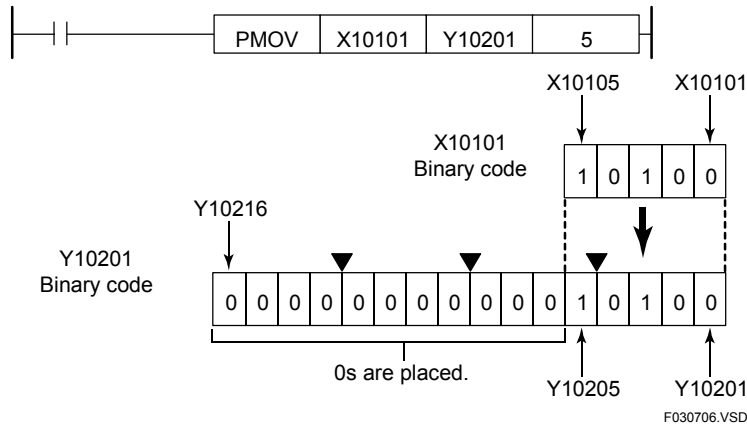 PMOV X10101 Y10201 5
X10105 X10101
X10101
Binary code
1 0 1 0 0
Y10216
Y10201
Binary code
0 0 0 0 0 0 0 0 0 0 0 1 0 1 0 0
0s are placed.
Y10205 Y10201
F030706.VSD